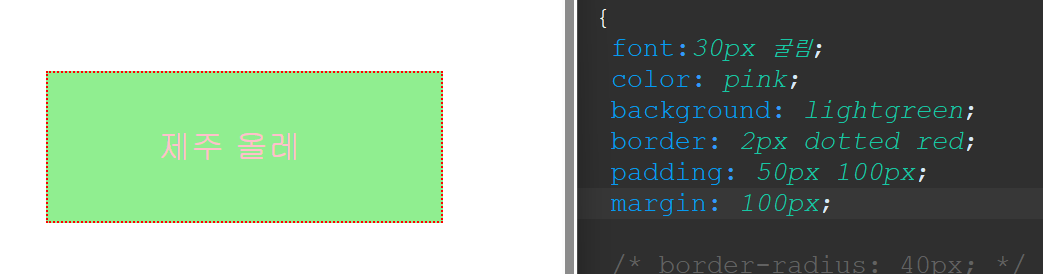 제주 올레
{
font:30px 굴림;
color: pink;
background: lightgreen;
border: 2px dotted red;
padding: 50px 100px;
margin: 100px;
/* border-radius: 40px; */